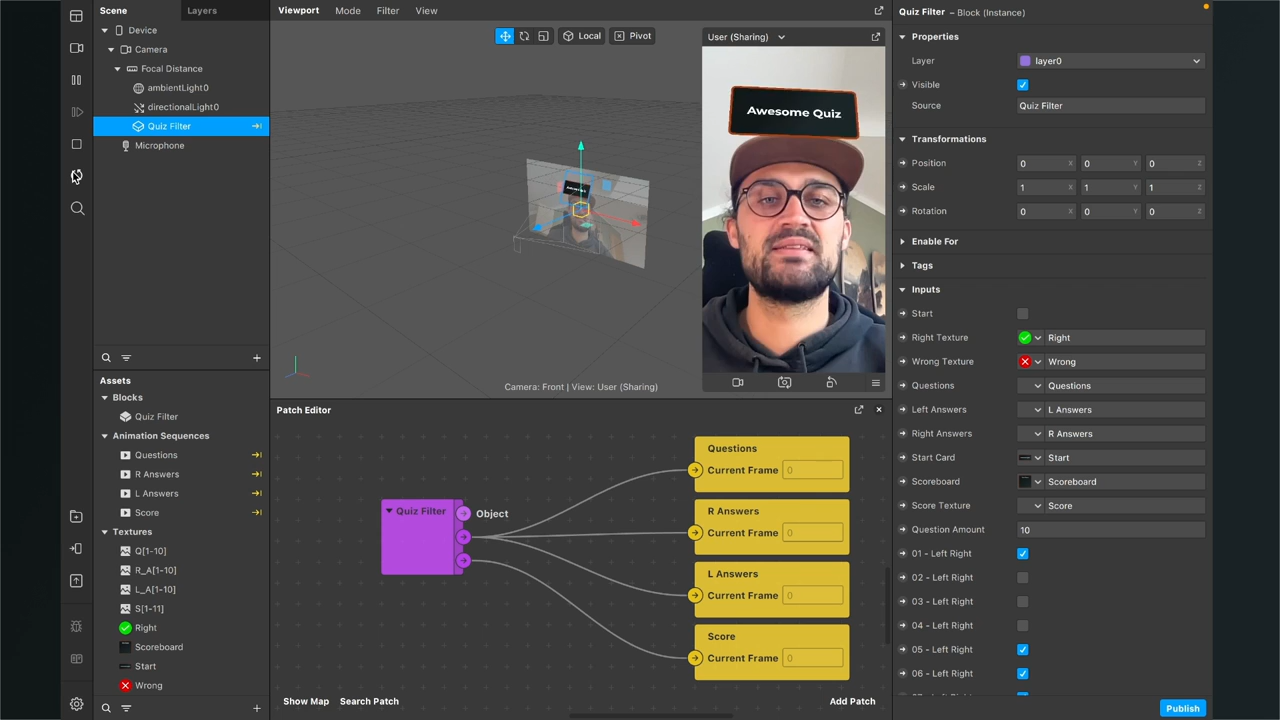 Scene
Layers
Device
Camera
Focal Distance
ambientLight0
directionalLight0
Quiz Filter
Microphone
Assets
Blocks
Quiz Filter
Animation Sequences
Questions
R Answers
L Answers
Score
Textures
Q[1-10]
R_A[1-10]
L_A[1-10]
S[1-11]
Right
Scoreboard
Start
Wrong
Viewport Mode Filter View
Local
Pivot
User (Sharing)
Awesome Quiz
Camera: Front | View: User (Sharing)
Patch Editor
Quiz Filter
Object
Questions
Current Frame 0
R Answers
Current Frame 0
L Answers
Current Frame 0
Score
Current Frame 0
Show Map
Search Patch
Add Patch
Quiz Filter – Block (Instance)
Properties
Layer layer0
Visible
Source Quiz Filter
Transformations
Position 0 X 0 Y 0 Z
Scale 1 X 1 Y 1 Z
Rotation 0 X 0 Y 0 Z
Enable For
Tags
Inputs
Start
Right Texture Right
Wrong Texture Wrong
Questions Questions
Left Answers L Answers
Right Answers R Answers
Start Card Start
Scoreboard Scoreboard
Score Texture Score
Question Amount 10
01 - Left Right
02 - Left Right
03 - Left Right
04 - Left Right
05 - Left Right
06 - Left Right
Publish